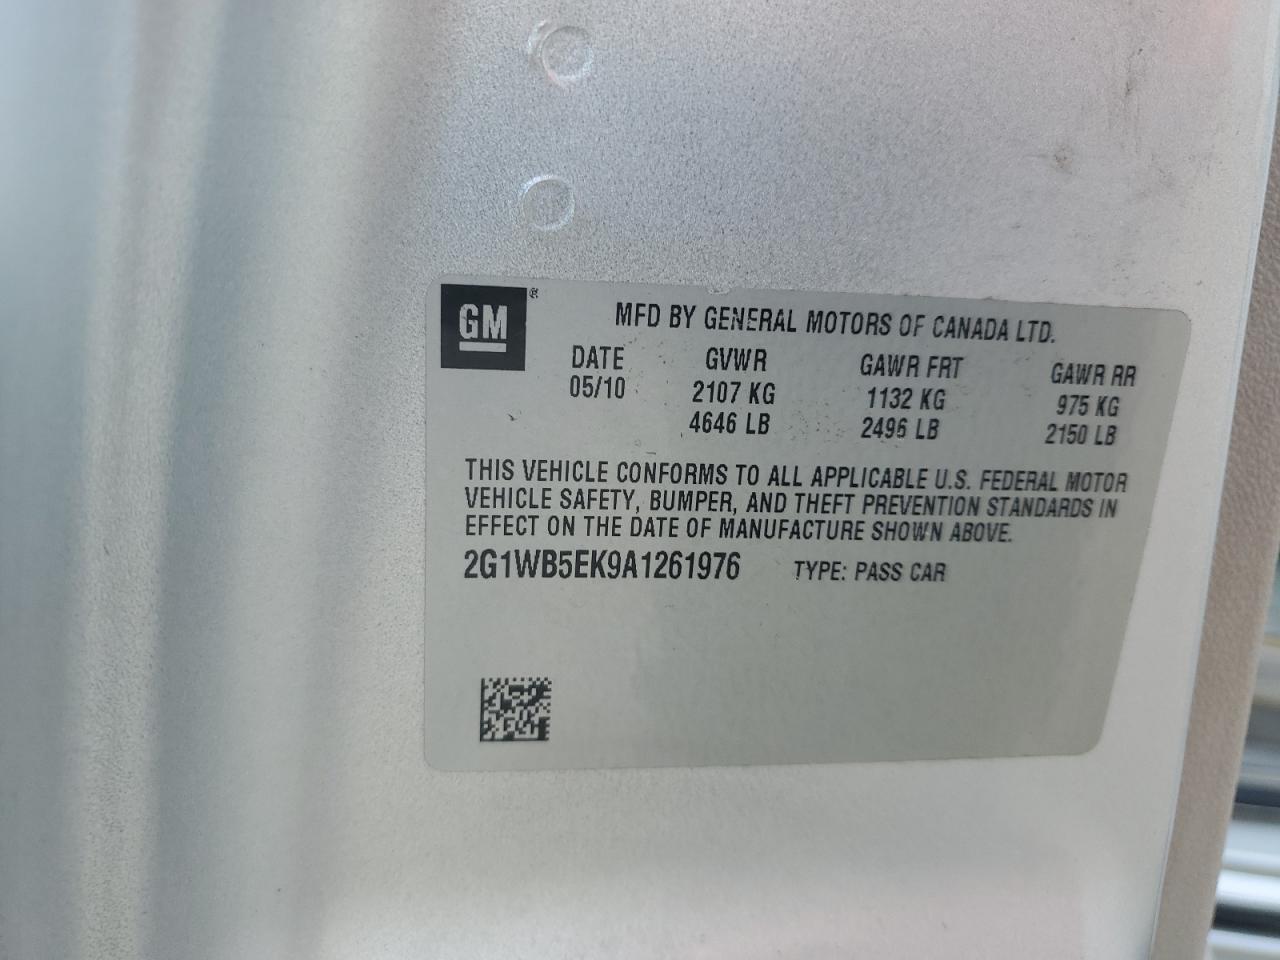 GM®
MFD BY GENERAL MOTORS OF CANADA LTD.
DATE GVWR GAWR FRT GAWR RR
05/10 2107 KG 1132 KG 975 KG
4646 LB 2496 LB 2150 LB
THIS VEHICLE CONFORMS TO ALL APPLICABLE U.S. FEDERAL MOTOR
VEHICLE SAFETY, BUMPER, AND THEFT PREVENTION STANDARDS IN
EFFECT ON THE DATE OF MANUFACTURE SHOWN ABOVE.
2G1WB5EK9A1261976 TYPE: PASS CAR